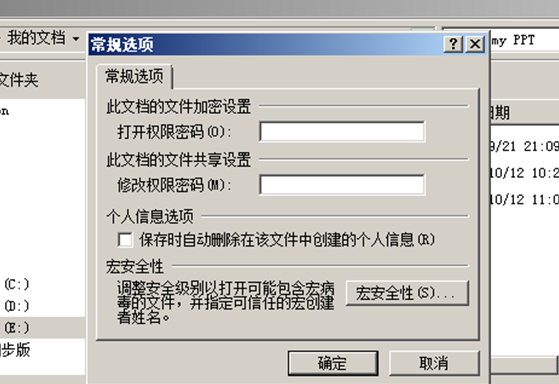 我的文档
常规选项
my PPT
文件夹
常规选项
此文档的文件加密设置
打开权限密码(O):
此文档的文件共享设置
修改权限密码(M):
个人信息选项
保存时自动删除在该文件中创建的个人信息(R)
宏安全性
调整安全级别以打开可能包含宏病
毒的文件，并指定可信任的宏创建
者姓名。
宏安全性(S)...
确定
取消
日期
9/21 21:09
10/12 10:2
10/12 11:0
(C:)
(D:)
(E:)
步版